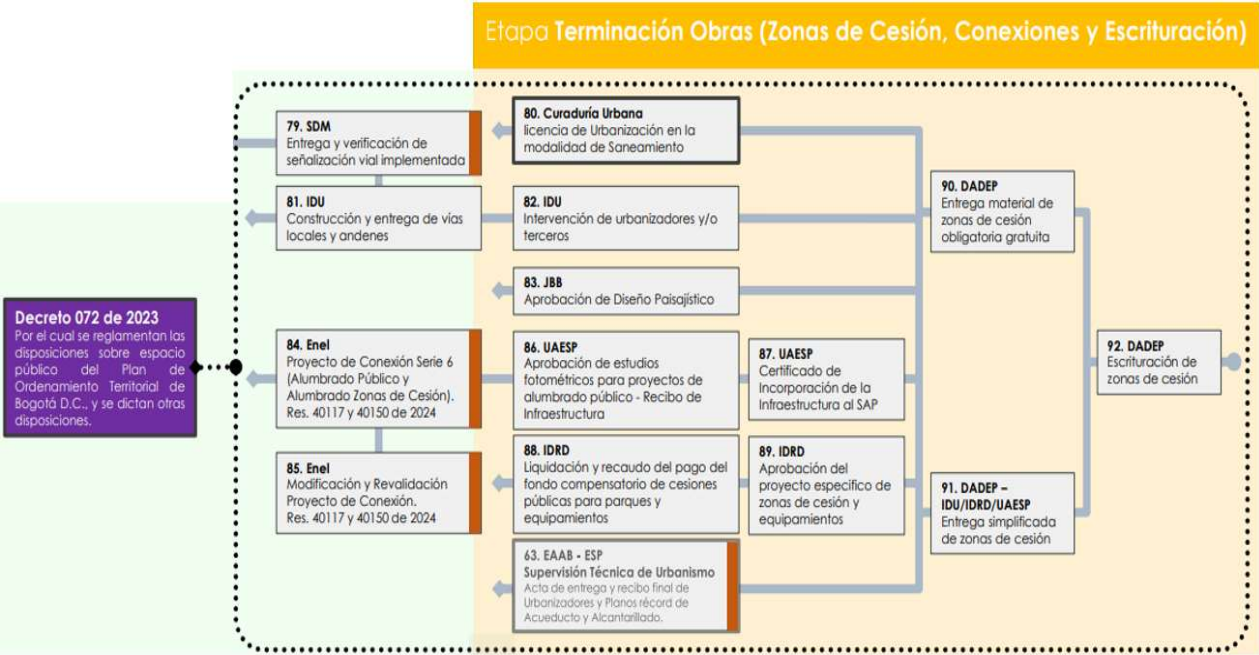 Etapa Terminación Obras (Zonas de Cesión, Conexiones y Escrituración)
79. SDM
Entrega y verificación de
señalización vial implementada
80. Curaduría Urbana
licencia de Urbanización en la
modalidad de Saneamiento
81. IDU
Construcción y entrega de vías
locales y andenes
82. IDU
Intervención de urbanizadores y/o
terceros
90. DADEP
Entrega material de
zonas de cesión
obligatoria gratuita
83. JBB
Aprobación de Diseño Paisajístico
Decreto 072 de 2023
Por el cual se reglamentan las
disposiciones sobre espacio
público del Plan de
Ordenamiento Territorial de
Bogotá D.C., y se dictan otras
disposiciones.
84. Enel
Proyecto de Conexión Serie 6
(Alumbrado Público y
Alumbrado Zonas de Cesión).
Res. 40117 y 40150 de 2024
86. UAESP
Aprobación de estudios
fotométricos para proyectos de
alumbrado público - Recibo de
Infraestructura
87. UAESP
Certificado de
Incorporación de la
Infraestructura al SAP
92. DADEP
Escrituración de
zonas de cesión
85. Enel
Modificación y Revalidación
Proyecto de Conexión.
Res. 40117 y 40150 de 2024
88. IDRD
Liquidación y recaudo del pago del
fondo compensatorio de cesiones
públicas para parques y
equipamientos
89. IDRD
Aprobación del
proyecto especifico de
zonas de cesión y
equipamientos
91. DADEP –
IDU/IDRD/UAESP
Entrega simplificada
de zonas de cesión
63. EAAB - ESP
Supervisión Técnica de Urbanismo
Acta de entrega y recibo final de
Urbanizadores y Planos récord de
Acueducto y Alcantarillado.